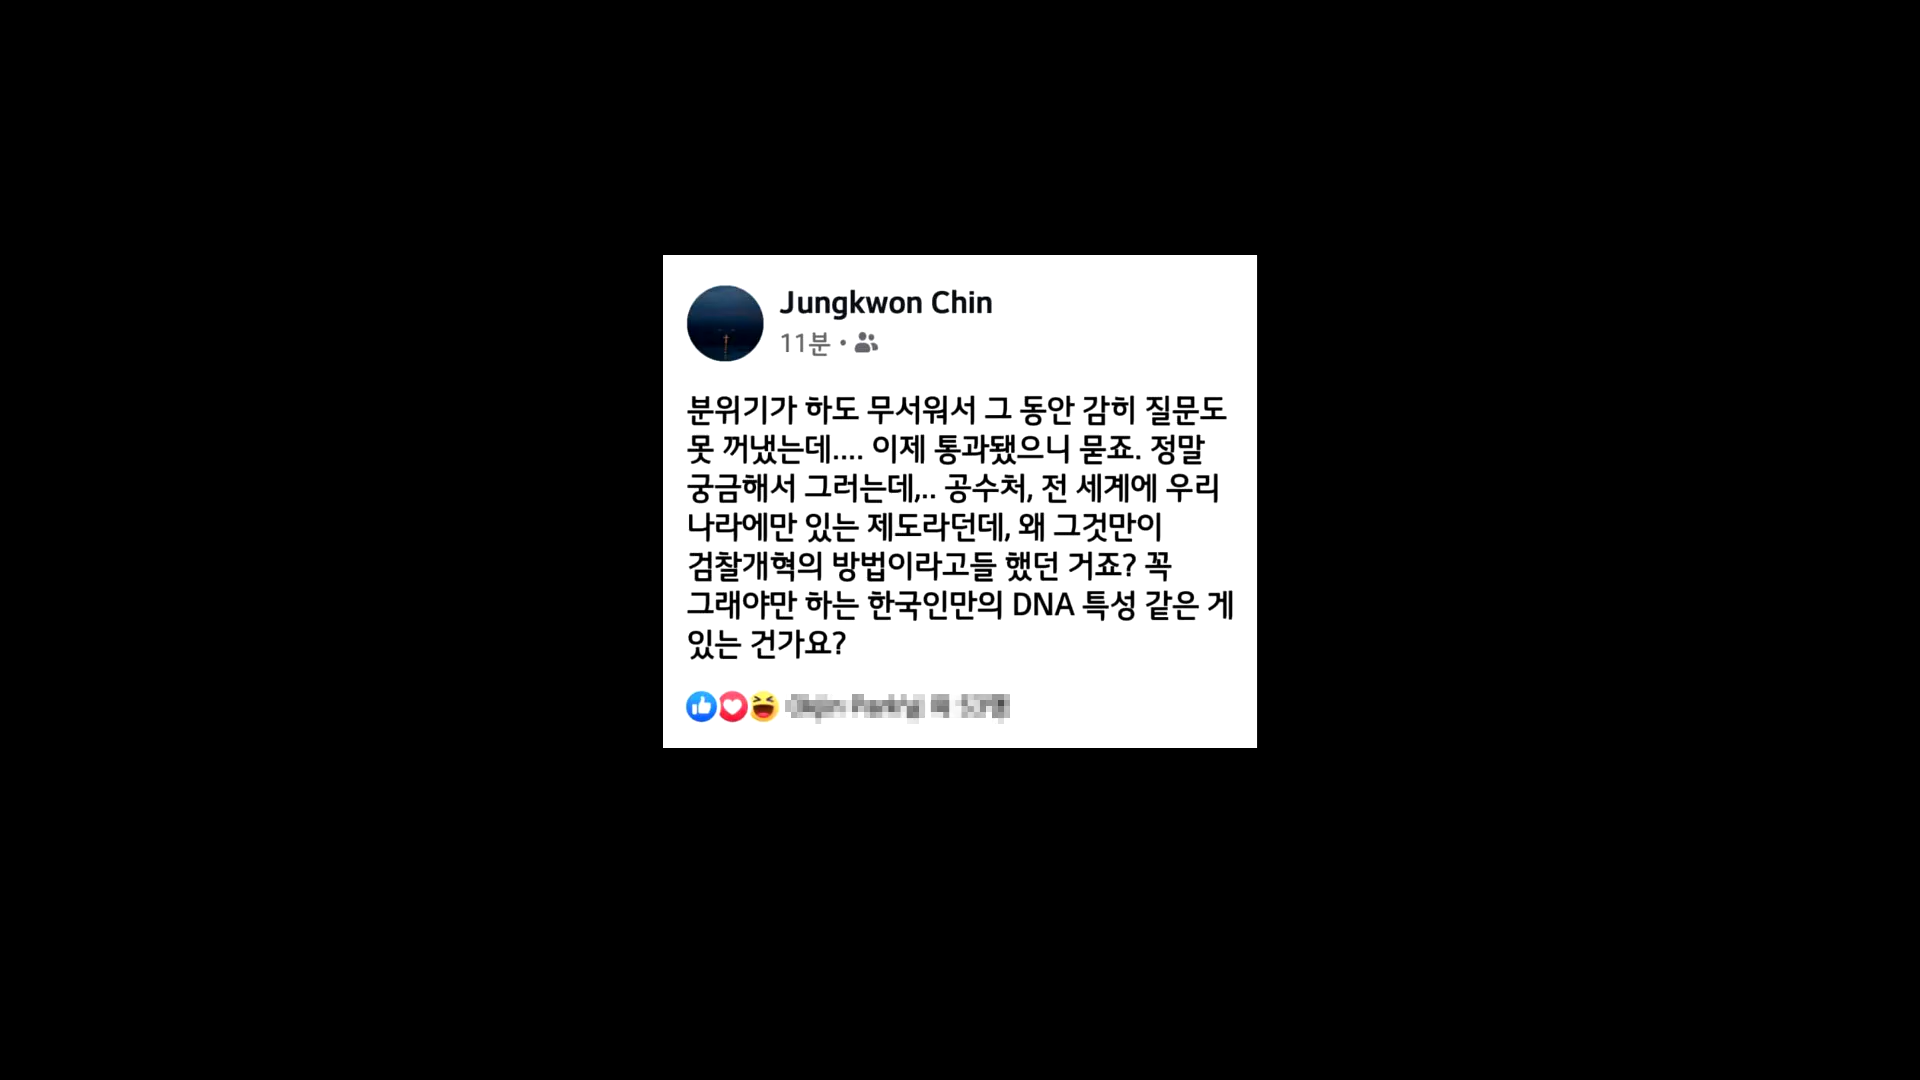 Jungkwon Chin
11분 •
분위기가 하도 무서워서 그 동안 감히 질문도
못 꺼냈는데.... 이제 통과됐으니 묻죠. 정말
궁금해서 그러는데,.. 공수처, 전 세계에 우리
나라에만 있는 제도라던데, 왜 그것만이
검찰개혁의 방법이라고들 했던 거죠? 꼭
그래야만 하는 한국인만의 DNA 특성 같은 게
있는 건가요?